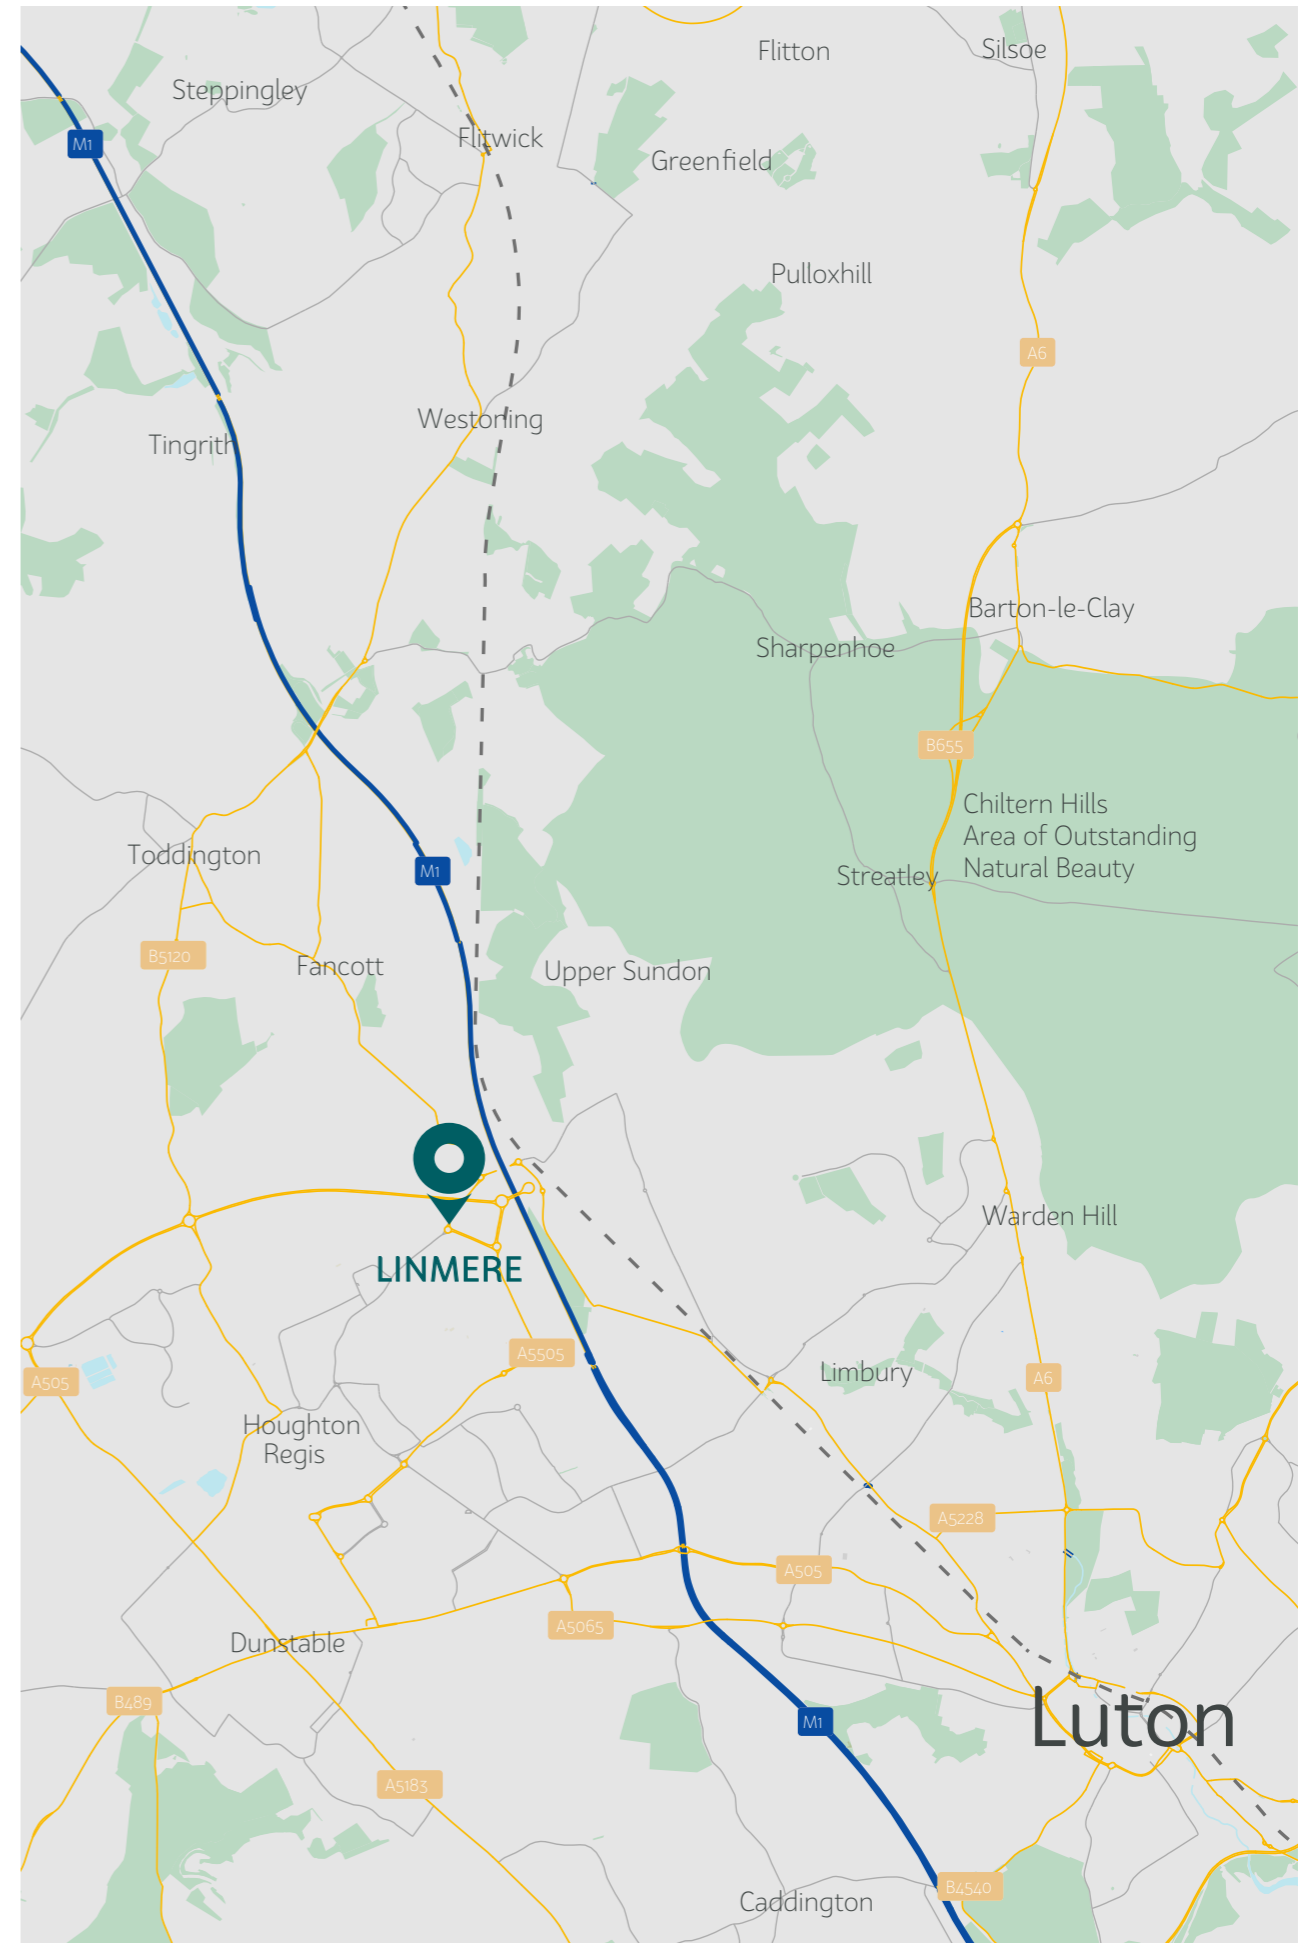 Flitton
Silsoe
Steppingley
M1
Flitwick
Greenfield
Pulloxhill
A6
Westoning
Tingrith
Barton-le-Clay
Sharpenhoe
B655
Chiltern Hills
Area of Outstanding
Natural Beauty
Toddington
M1
Streatley
B5120
Fancott
Upper Sundon
Warden Hill
LINMERE
A5505
Limbury
A505
A6
Houghton
Regis
A5228
A505
A5065
Dunstable
B489
M1
Luton
A5183
B4540
Caddington